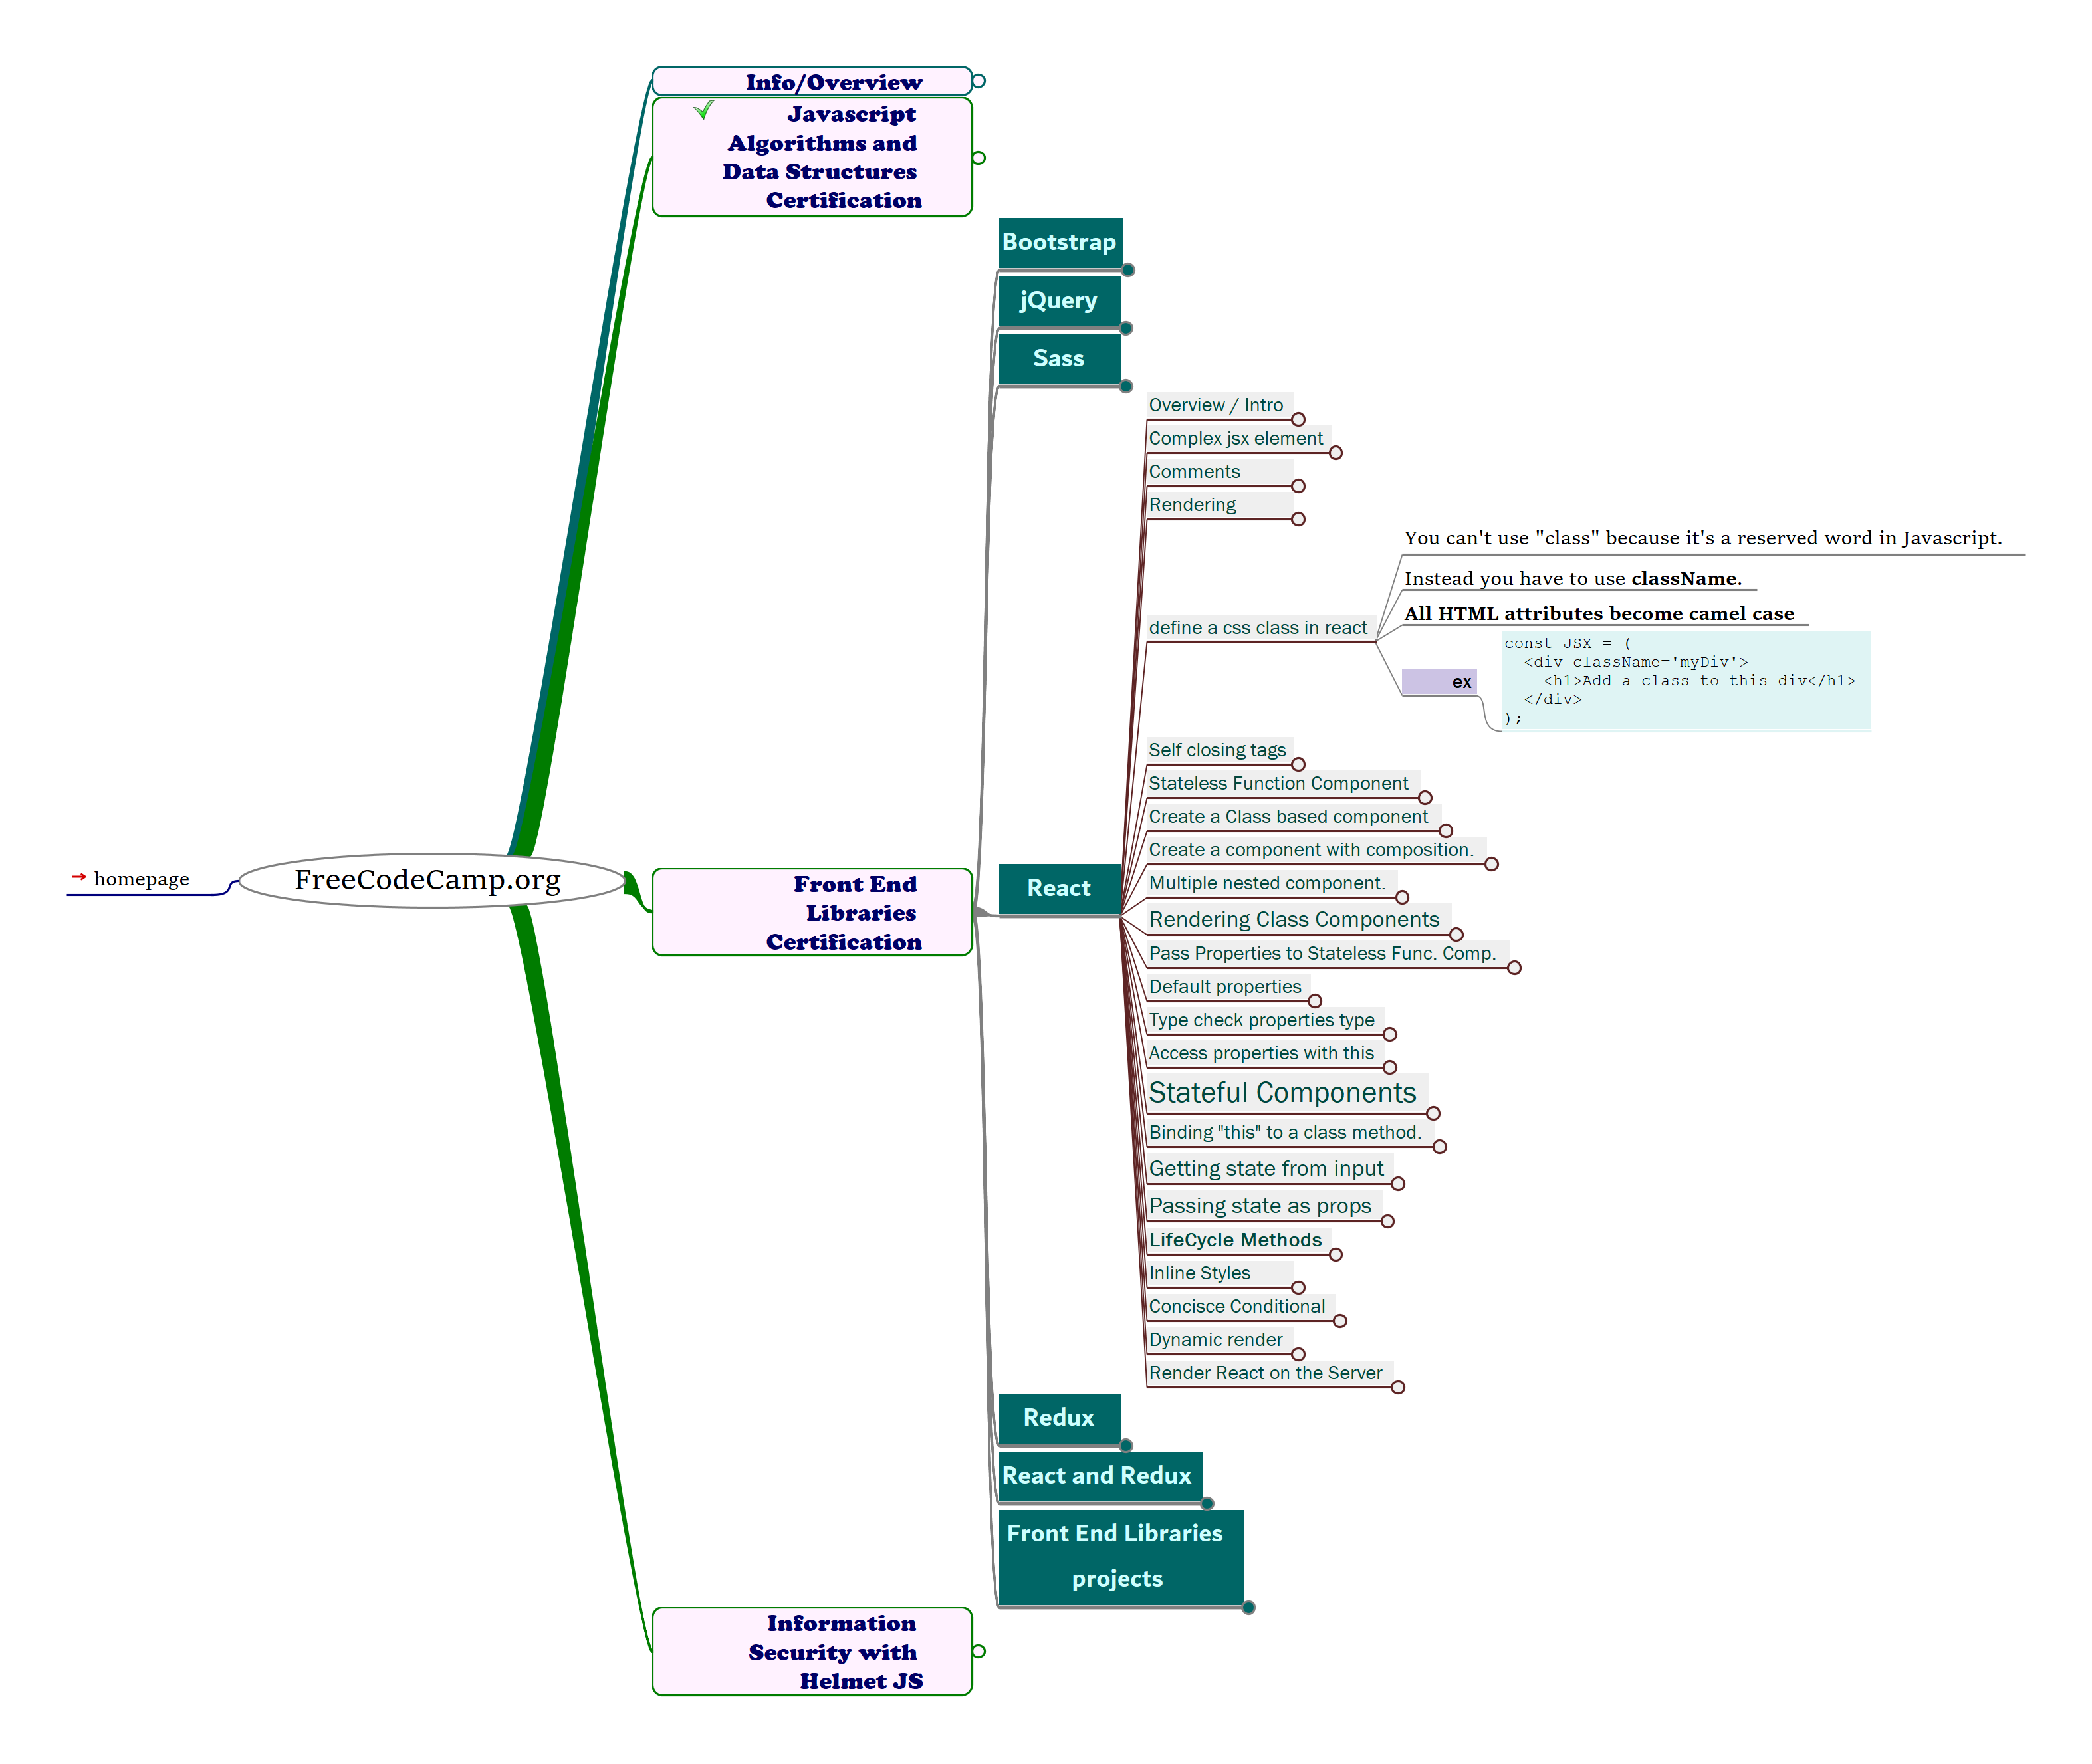 homepage
FreeCodeCamp.org
Info/Overview
Javascript
Algorithms and
Data Structures
Certification
Front End
Libraries
Certification
Bootstrap
jQuery
Sass
React
Overview / Intro
Complex jsx element
Comments
Rendering
define a css class in react
You can't use "class" because it's a reserved word in Javascript.
Instead you have to use className.
All HTML attributes become camel case
ex
const JSX = (
<div className='myDiv'>
<h1>Add a class to this div</h1>
</div>
);
Self closing tags
Stateless Function Component
Create a Class based component
Create a component with composition.
Multiple nested component.
Rendering Class Components
Pass Properties to Stateless Func. Comp.
Default properties
Type check properties type
Access properties with this
Stateful Components
Binding "this" to a class method.
Getting state from input
Passing state as props
LifeCycle Methods
Inline Styles
Concisce Conditional
Dynamic render
Render React on the Server
Redux
React and Redux
Front End Libraries
projects
Information
Security with
Helmet JS